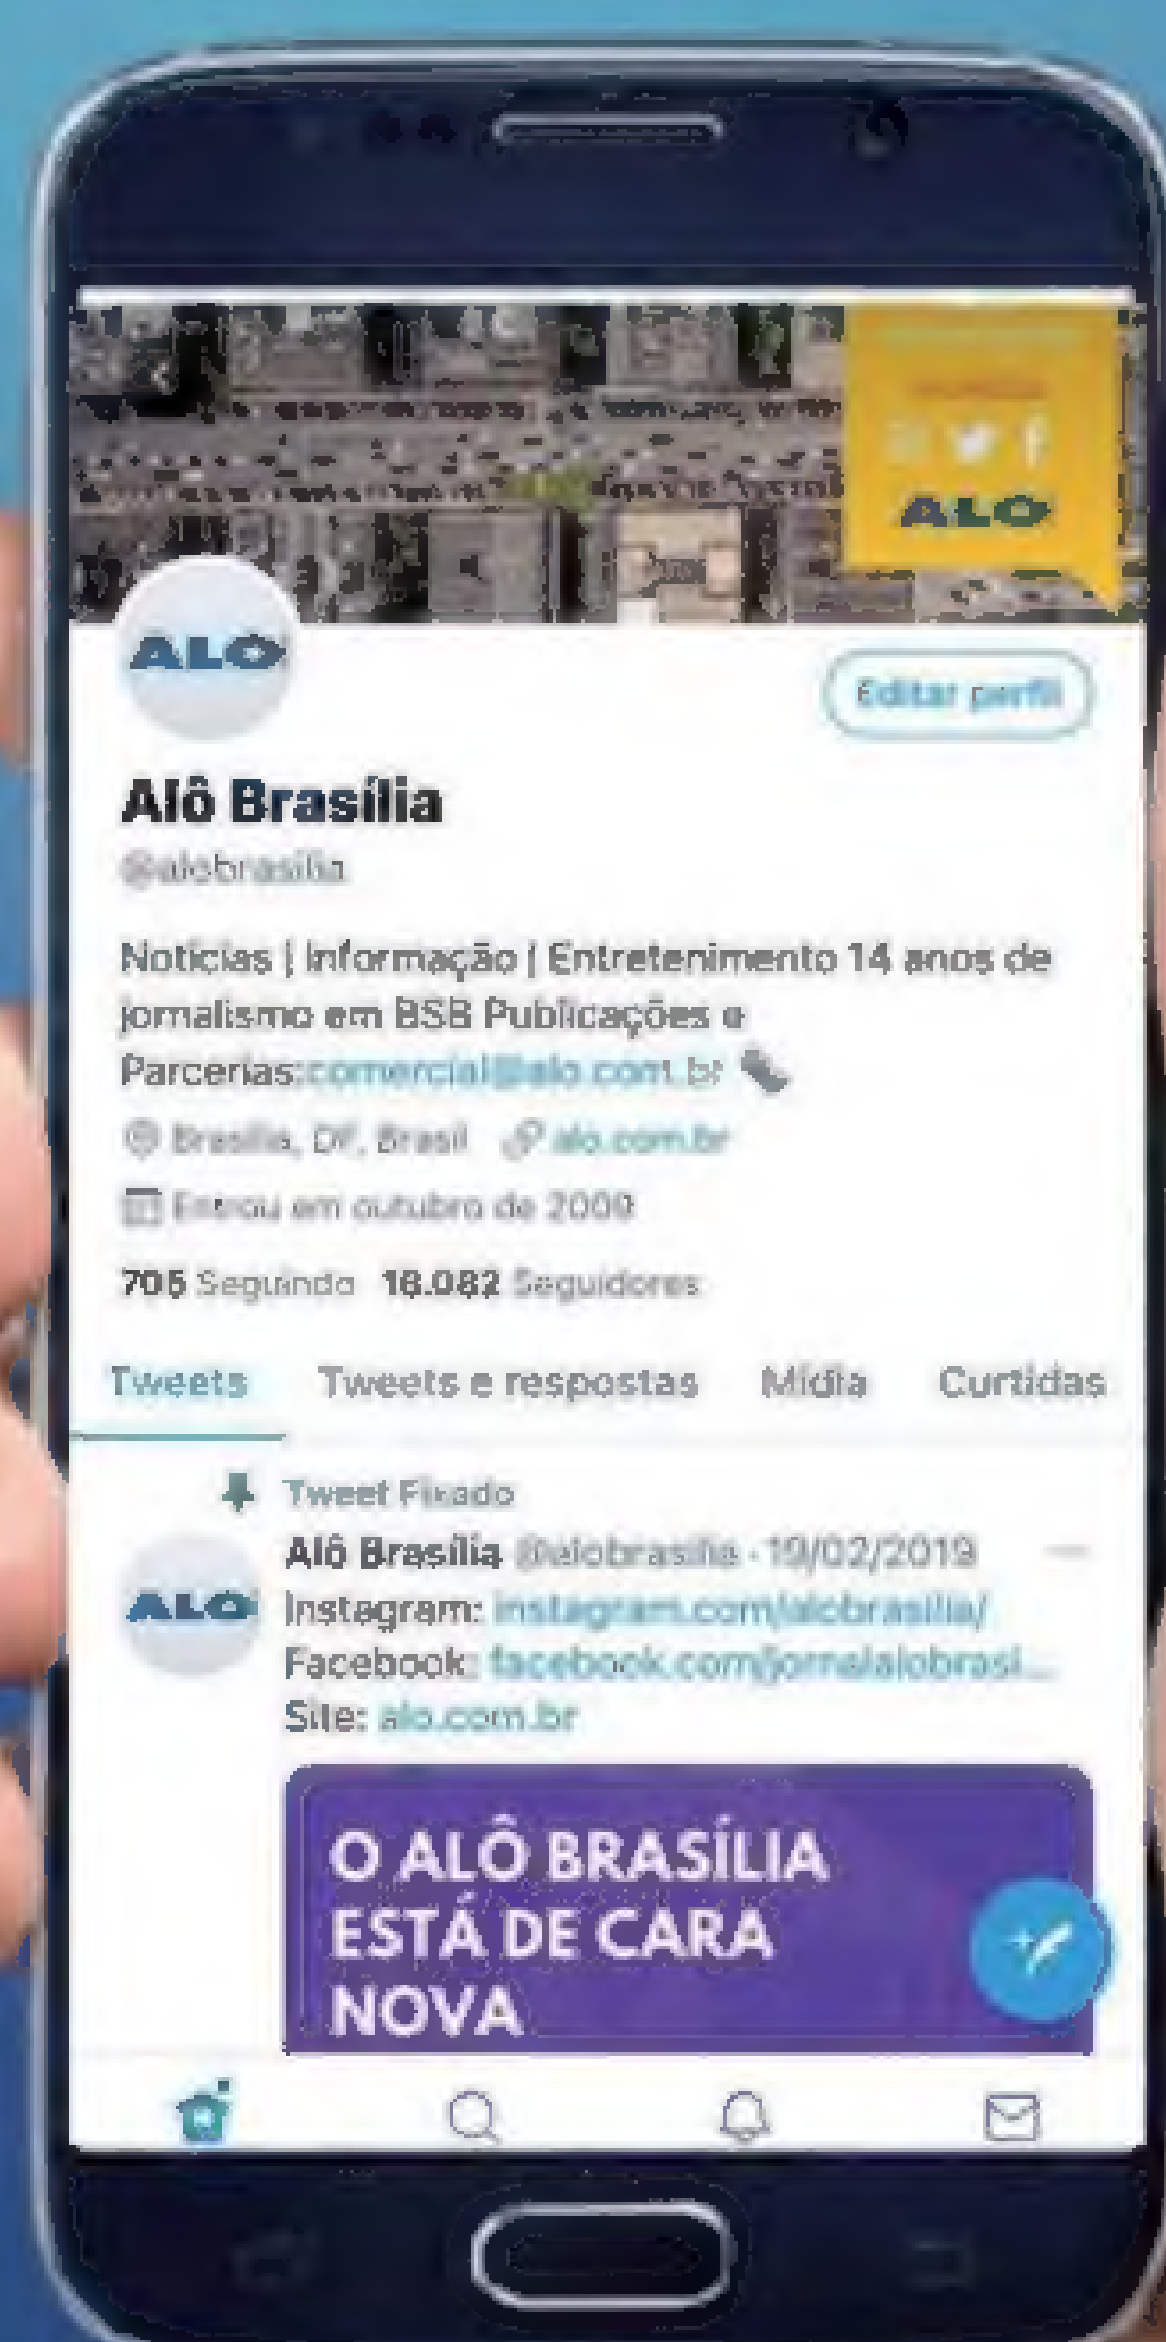 ALÔ
ALÔ
Editar perfil
Alô Brasília
@alobrasilia
Notícias | Informação | Entretenimento 14 anos de
jornalismo em BSB Publicações e
Parcerias:comercial@alo.com.br
Brasília, DF, Brasil alo.com.br
Entrou em outubro de 2009
705 Seguindo 18.082 Seguidores
Tweets Tweets e respostas Mídia Curtidas
Tweet Fixado
Alô Brasília @alobrasilia · 19/02/2019
ALÔ
Instagram: instagram.com/alobrasilia/
Facebook: facebook.com/jornalalobrasi...
Site: alo.com.br
O ALÔ BRASÍLIA
ESTÁ DE CARA
NOVA